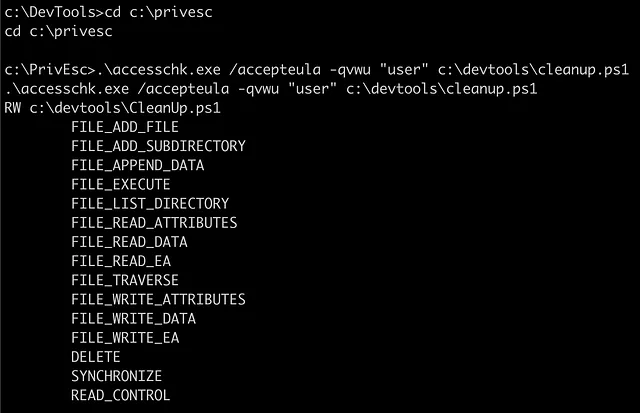 c:\DevTools>cd c:\privesc
cd c:\privesc
c:\PrivEsc>.\accesschk.exe /accepteula -qvwu "user" c:\devtools\cleanup.ps1
.\accesschk.exe /accepteula -qvwu "user" c:\devtools\cleanup.ps1
RW c:\devtools\CleanUp.ps1
FILE_ADD_FILE
FILE_ADD_SUBDIRECTORY
FILE_APPEND_DATA
FILE_EXECUTE
FILE_LIST_DIRECTORY
FILE_READ_ATTRIBUTES
FILE_READ_DATA
FILE_READ_EA
FILE_TRAVERSE
FILE_WRITE_ATTRIBUTES
FILE_WRITE_DATA
FILE_WRITE_EA
DELETE
SYNCHRONIZE
READ_CONTROL